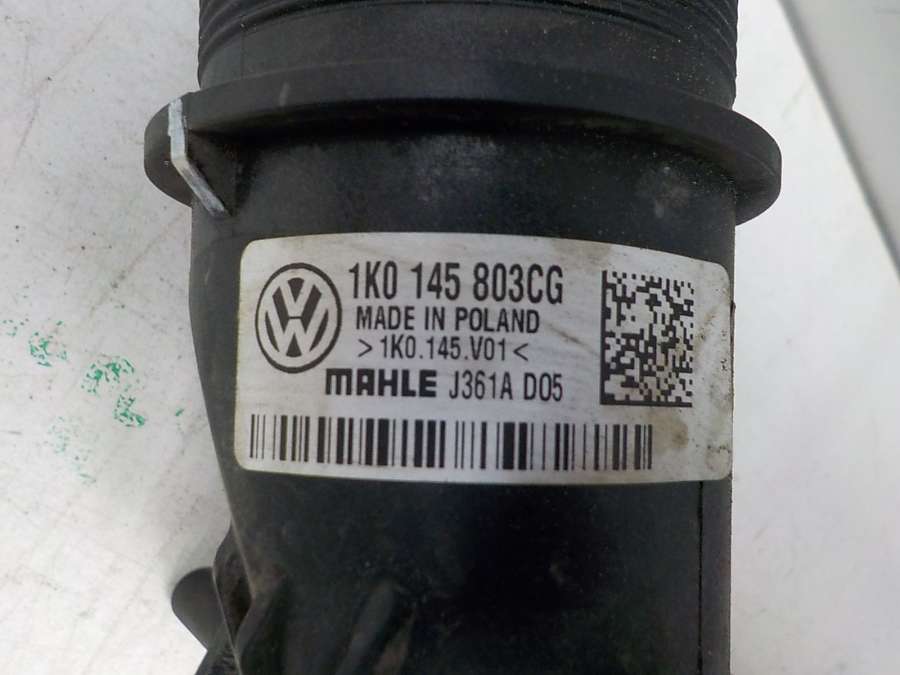 1K0 145 803CG
MADE IN POLAND
>1K0.145.V01<
MAHLE J361A D05